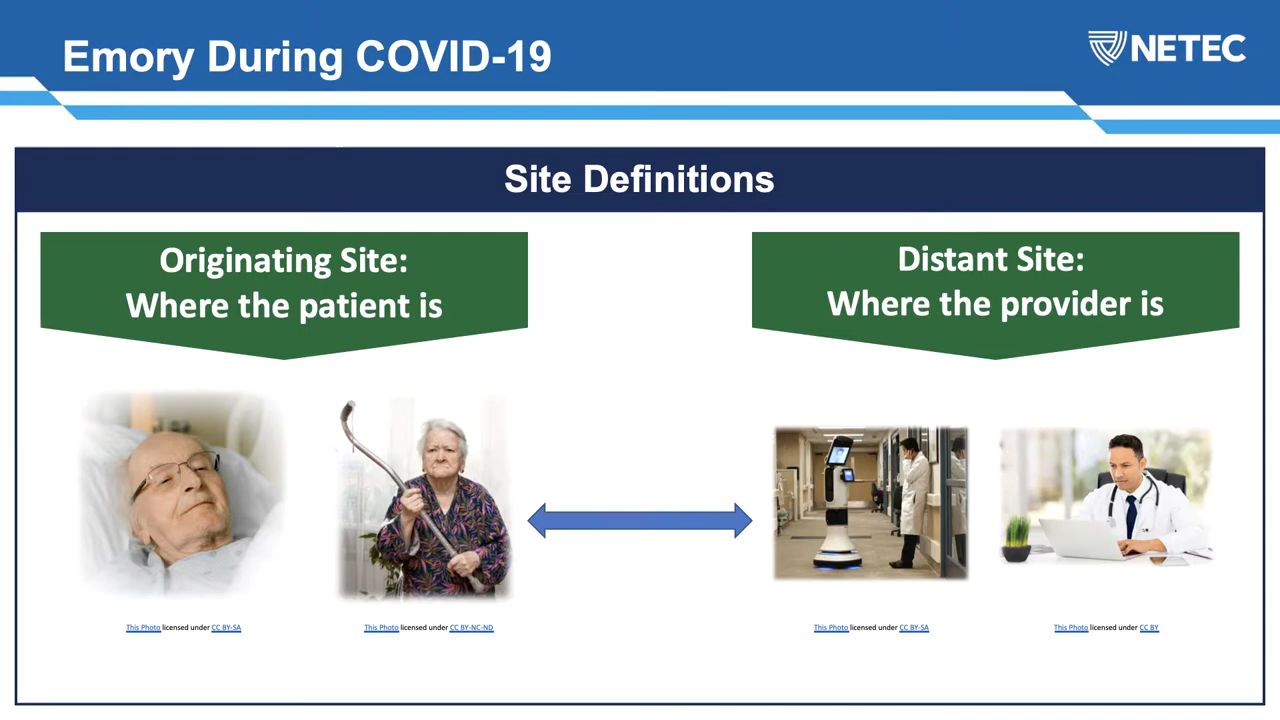 Emory During COVID-19
NETEC
Site Definitions
Originating Site:
Where the patient is
Distant Site:
Where the provider is
This Photo licensed under CC BY-SA
This Photo licensed under CC BY-NC-ND
This Photo licensed under CC BY-SA
This Photo licensed under CC BY